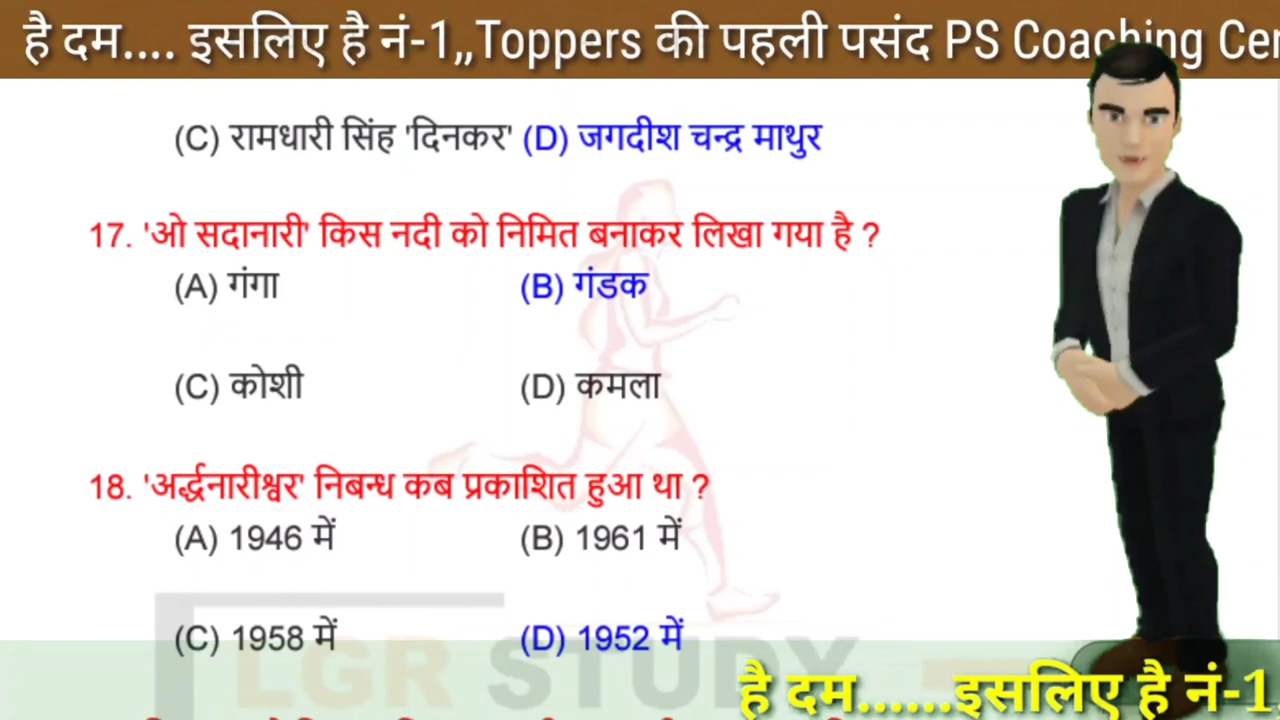 है दम.... इसलिए है नं-1,,Toppers की पहली पसंद PS Coaching Cen
(C) रामधारी सिंह 'दिनकर' (D) जगदीश चन्द्र माथुर
17. 'ओ सदानारी' किस नदी को निमित बनाकर लिखा गया है ?
(A) गंगा (B) गंडक
(C) कोशी (D) कमला
18. 'अर्द्धनारीश्वर' निबन्ध कब प्रकाशित हुआ था ?
(A) 1946 में (B) 1961 में
(C) 1958 में (D) 1952 में
LGR STUDY
है दम......इसलिए है नं-1,